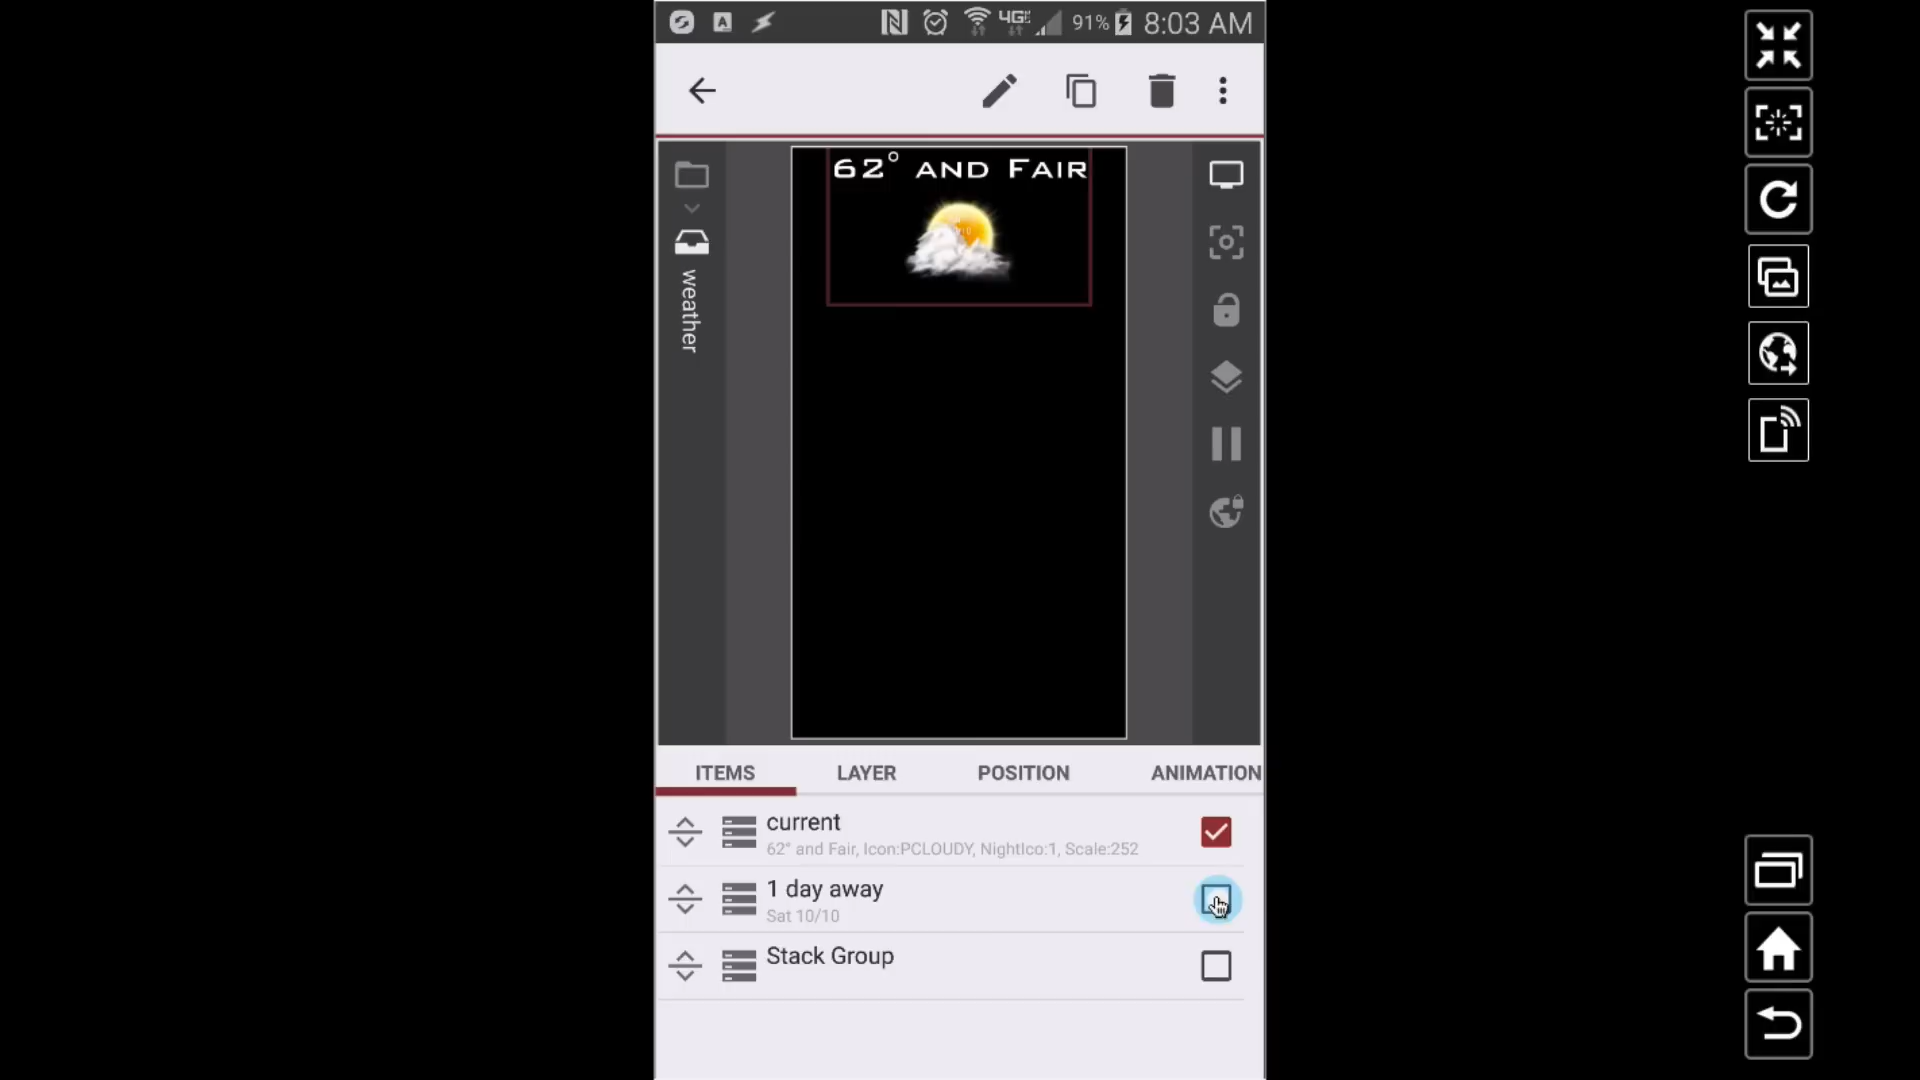 4G 91% 8:03 AM
62° and Fair
weather
ITEMS LAYER POSITION ANIMATION
current
62° and Fair, Icon:PCLOUDY, NightIco:1, Scale:252
1 day away
Sat 10/10
Stack Group